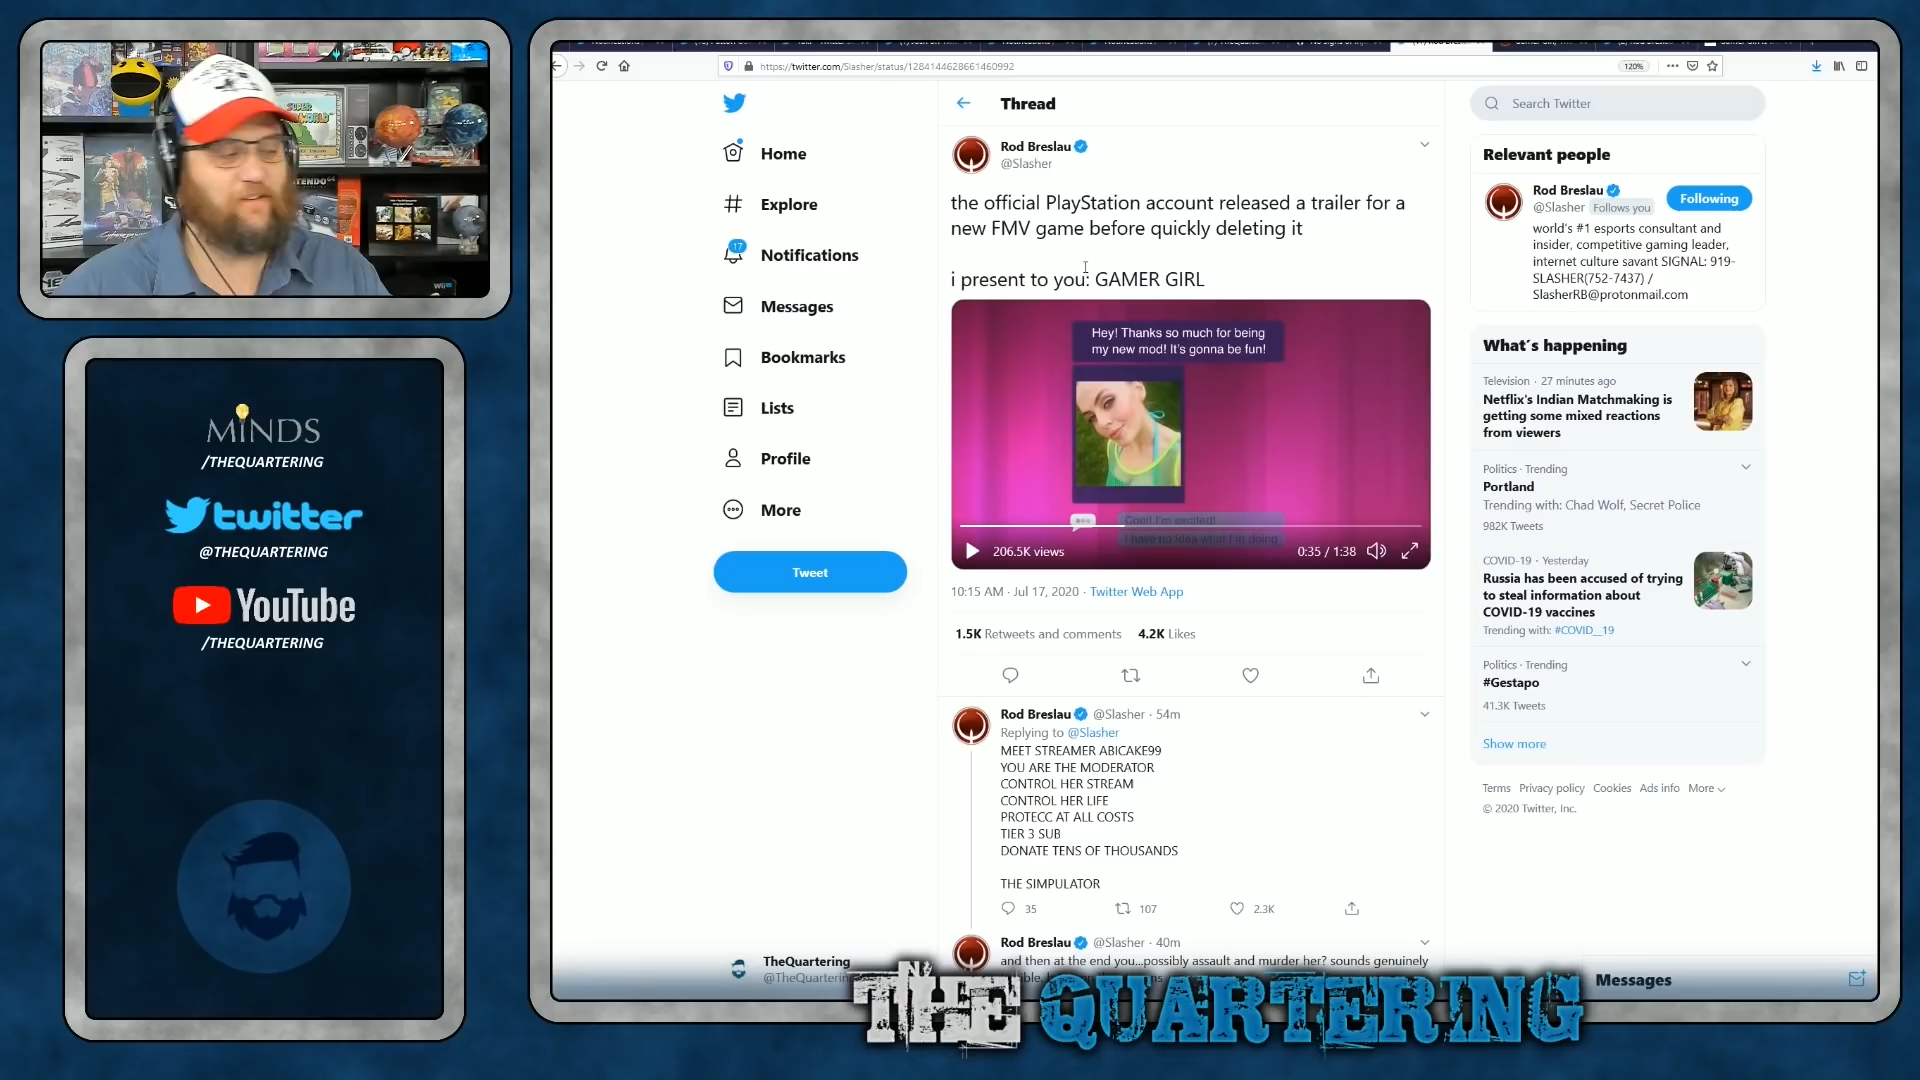 MINDS
/THEQUARTERING
twitter
@THEQUARTERING
YouTube
/THEQUARTERING
https://twitter.com/Slasher/status/1284144628661460992
120%
Home
Explore
17
Notifications
Messages
Bookmarks
Lists
Profile
More
Tweet
TheQuartering
Thread
Rod Breslau
@Slasher
the official PlayStation account released a trailer for a
new FMV game before quickly deleting it
i present to you: GAMER GIRL
Hey! Thanks so much for being
my new mod! It's gonna be fun!
Cool! I'm excited!
I have no idea what I'm doing
206.5K views
0:35 / 1:38
10:15 AM · Jul 17, 2020 · Twitter Web App
1.5K Retweets and comments 4.2K Likes
Rod Breslau @Slasher · 54m
Replying to @Slasher
MEET STREAMER ABICAKE99
YOU ARE THE MODERATOR
CONTROL HER STREAM
CONTROL HER LIFE
PROTECC AT ALL COSTS
TIER 3 SUB
DONATE TENS OF THOUSANDS
THE SIMPULATOR
35 107 2.3K
Rod Breslau @Slasher · 40m
and then at the end you...possibly assault and murder her? sounds genuinely
Search Twitter
Relevant people
Rod Breslau
@Slasher Follows you
Following
world's #1 esports consultant and
insider, competitive gaming leader,
internet culture savant SIGNAL: 919-
SLASHER(752-7437) /
SlasherRB@protonmail.com
What's happening
Television · 27 minutes ago
Netflix's Indian Matchmaking is
getting some mixed reactions
from viewers
Politics · Trending
Portland
Trending with: Chad Wolf, Secret Police
982K Tweets
COVID-19 · Yesterday
Russia has been accused of trying
to steal information about
COVID-19 vaccines
Trending with: #COVID__19
Politics · Trending
#Gestapo
41.3K Tweets
Show more
Terms Privacy policy Cookies Ads info More
© 2020 Twitter, Inc.
Messages
THE QUARTERING